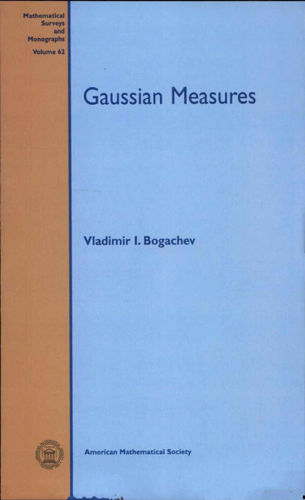 Mathematical
Surveys
and
Monographs
Volume 62
Gaussian Measures
Vladimir I. Bogachev
American Mathematical Society